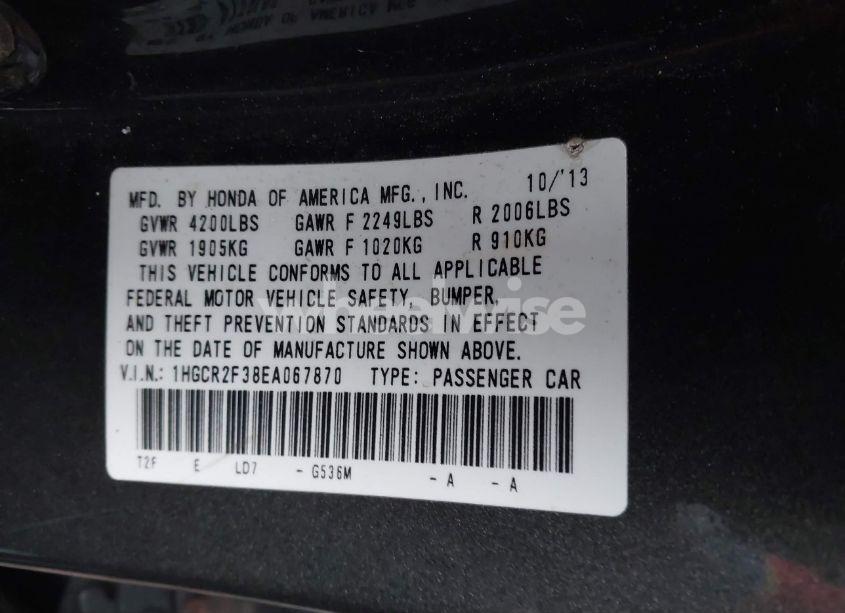 MFD. BY HONDA OF AMERICA MFG., INC. 10/'13
GVWR 4200LBS GAWR F 2249LBS R 2006LBS
GVWR 1905KG GAWR F 1020KG R 910KG
THIS VEHICLE CONFORMS TO ALL APPLICABLE
FEDERAL MOTOR VEHICLE SAFETY, BUMPER,
AND THEFT PREVENTION STANDARDS IN EFFECT
ON THE DATE OF MANUFACTURE SHOWN ABOVE.
V.I.N.: 1HGCR2F38EA067870 TYPE: PASSENGER CAR
T2F E LD7 - G536M - A - A
wheelwise